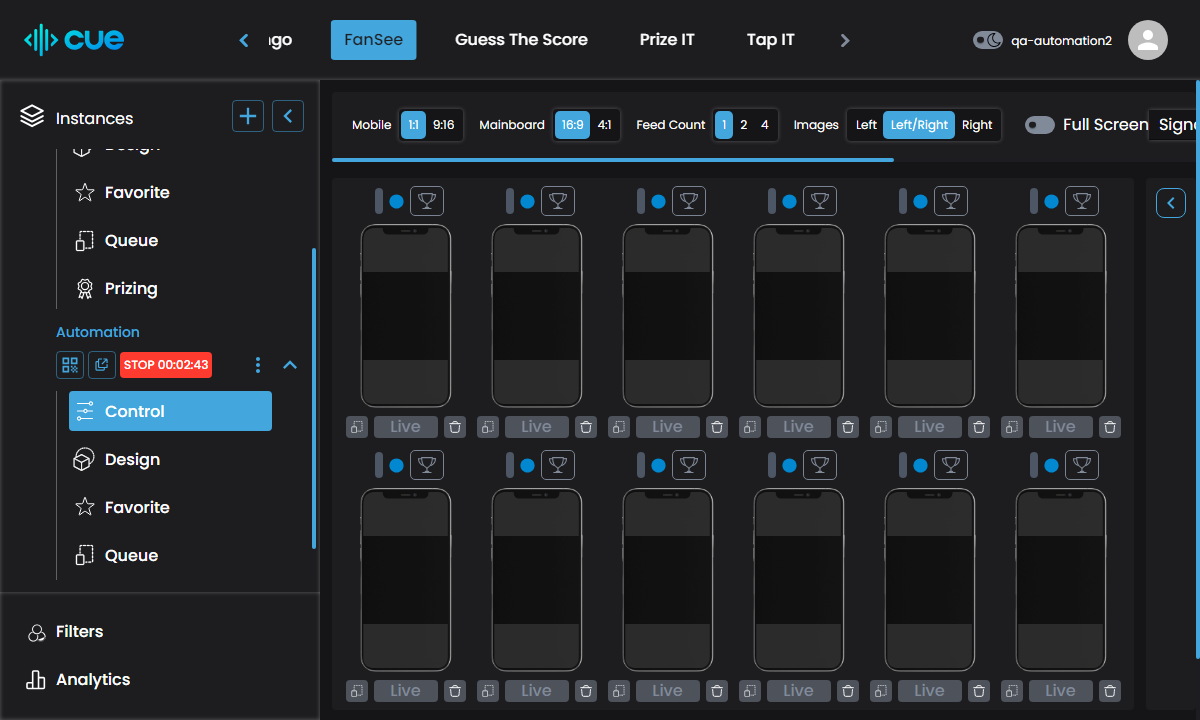 cue
FanSee
Guess The Score
Prize IT
Tap IT
qa-automation2
Instances
Favorite
Queue
Prizing
Automation
STOP 00:02:43
Control
Design
Favorite
Queue
Filters
Analytics
Mobile 1:1 9:16 Mainboard 16:9 4:1 Feed Count 1 2 4 Images Left Left/Right Right Full Screen
Live Live Live Live Live Live
Live Live Live Live Live Live